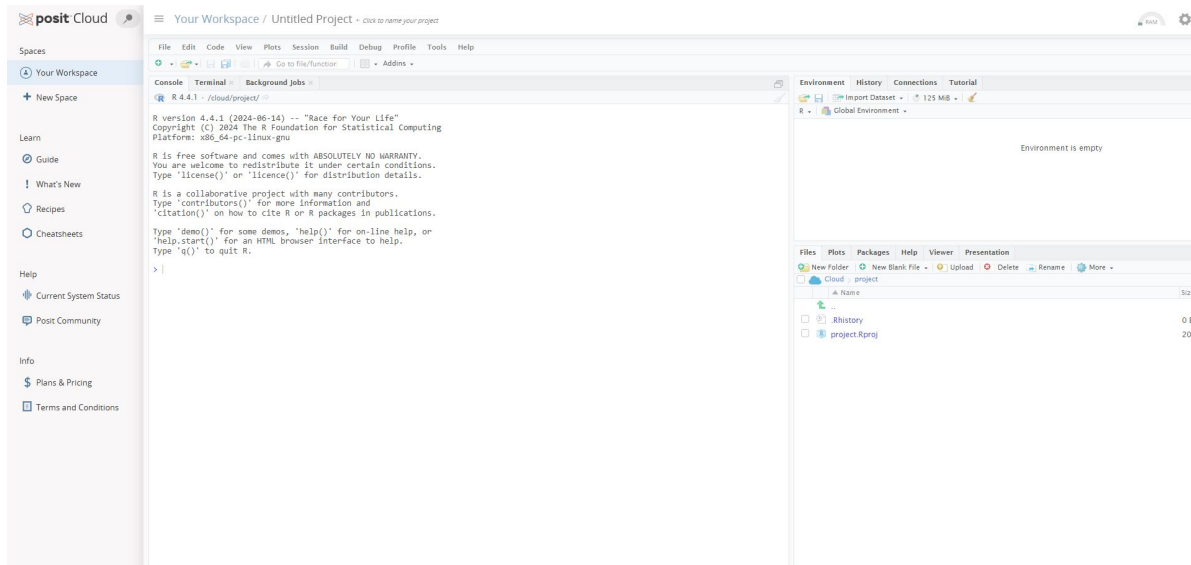 posit Cloud
Your Workspace / Untitled Project - Click to name your project
RAM
Spaces
Your Workspace
+ New Space
Learn
Guide
What's New
Recipes
Cheatsheets
Help
Current System Status
Posit Community
Info
Plans & Pricing
Terms and Conditions
File Edit Code View Plots Session Build Debug Profile Tools Help
Go to file/function Addins
Console Terminal Background Jobs
R 4.4.1 · /cloud/project/
R version 4.4.1 (2024-06-14) -- "Race for Your Life"
Copyright (C) 2024 The R Foundation for Statistical Computing
Platform: x86_64-pc-linux-gnu
R is free software and comes with ABSOLUTELY NO WARRANTY.
You are welcome to redistribute it under certain conditions.
Type 'license()' or 'licence()' for distribution details.
R is a collaborative project with many contributors.
Type 'contributors()' for more information and
'citation()' on how to cite R or R packages in publications.
Type 'demo()' for some demos, 'help()' for on-line help, or
'help.start()' for an HTML browser interface to help.
Type 'q()' to quit R.
>
Environment History Connections Tutorial
Import Dataset 125 MiB
R Global Environment
Environment is empty
Files Plots Packages Help Viewer Presentation
New Folder New Blank File Upload Delete Rename More
Cloud project
Name Siz
..
.Rhistory 0 B
project.Rproj 20